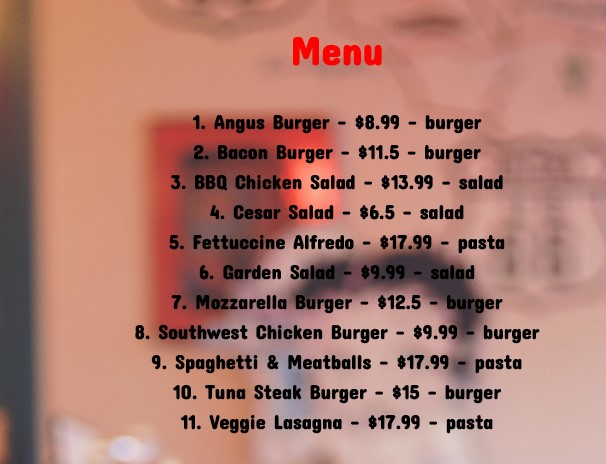 Menu
1. Angus Burger - $8.99 - burger
2. Bacon Burger - $11.5 - burger
3. BBQ Chicken Salad - $13.99 - salad
4. Cesar Salad - $6.5 - salad
5. Fettuccine Alfredo - $17.99 - pasta
6. Garden Salad - $9.99 - salad
7. Mozzarella Burger - $12.5 - burger
8. Southwest Chicken Burger - $9.99 - burger
9. Spaghetti & Meatballs - $17.99 - pasta
10. Tuna Steak Burger - $15 - burger
11. Veggie Lasagna - $17.99 - pasta